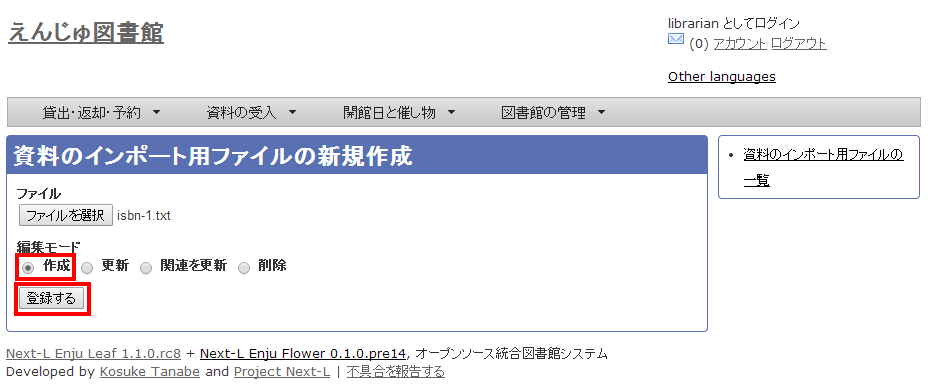 えんじゅ図書館
librarian としてログイン
(0) アカウント ログアウト
Other languages
貸出・返却・予約 資料の受入 開館日と催し物 図書館の管理
資料のインポート用ファイルの新規作成
ファイル
ファイルを選択 isbn-1.txt
編集モード
作成 更新 関連を更新 削除
登録する
資料のインポート用ファイルの
一覧
Next-L Enju Leaf 1.1.0.rc8 + Next-L Enju Flower 0.1.0.pre14, オープンソース統合図書館システム
Developed by Kosuke Tanabe and Project Next-L | 不具合を報告する